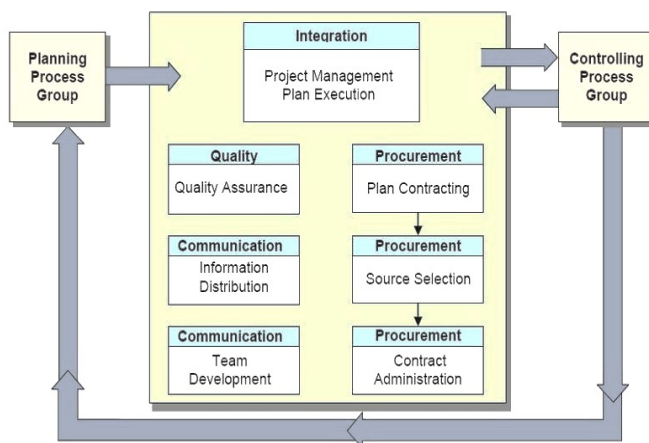 Planning
Process
Group
Integration
Project Management
Plan Execution
Controlling
Process
Group
Quality
Quality Assurance
Procurement
Plan Contracting
Communication
Information
Distribution
Procurement
Source Selection
Communication
Team
Development
Procurement
Contract
Administration